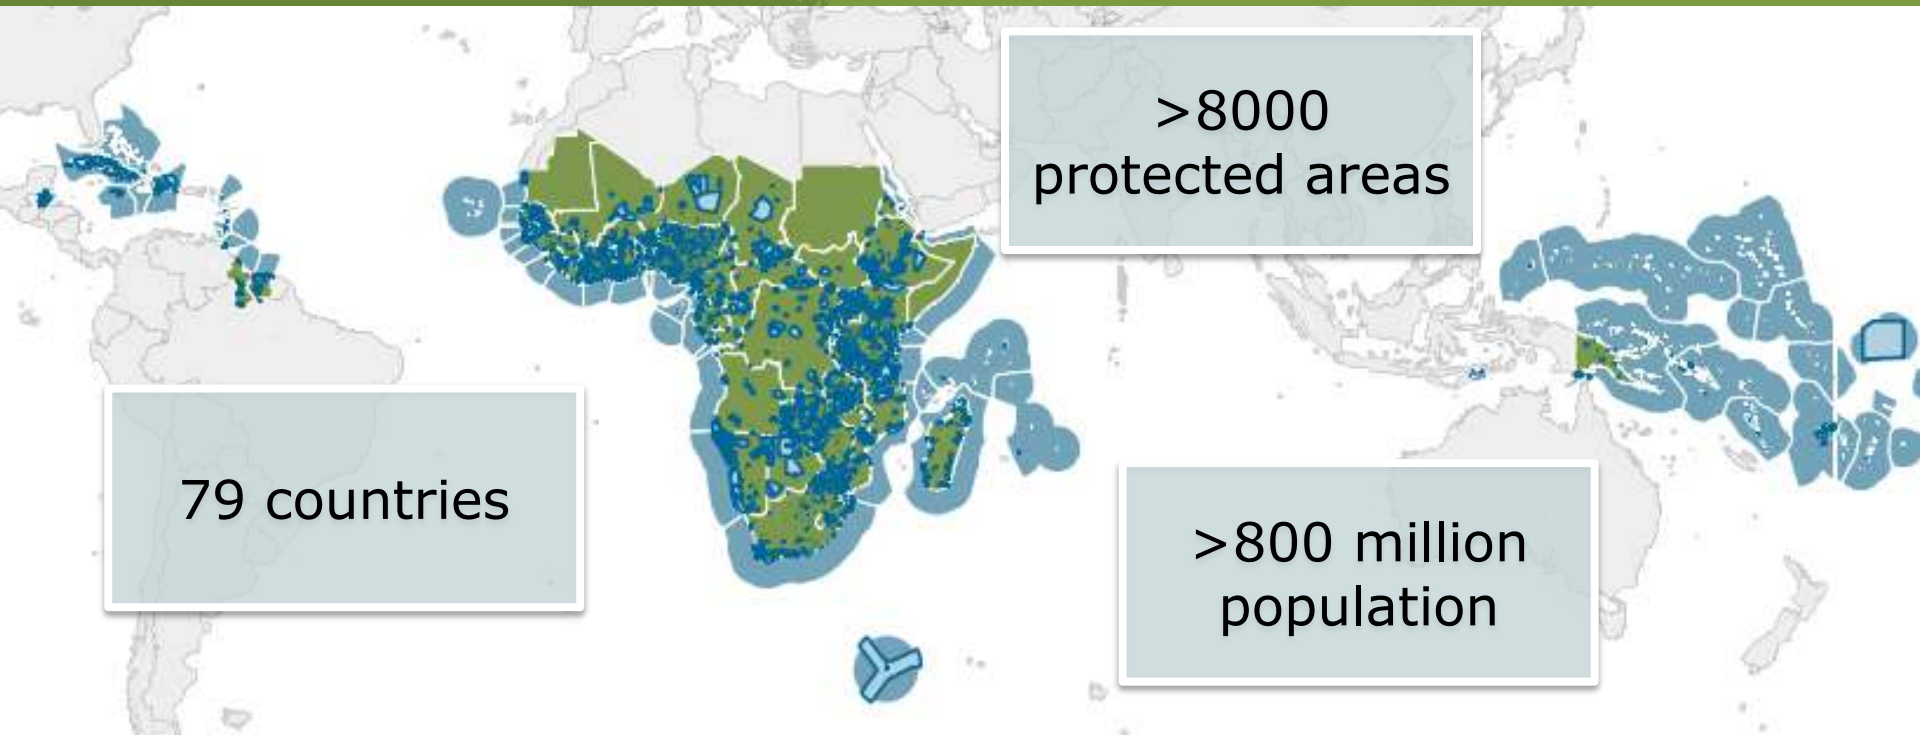 >8000
protected areas
79 countries
>800 million
population